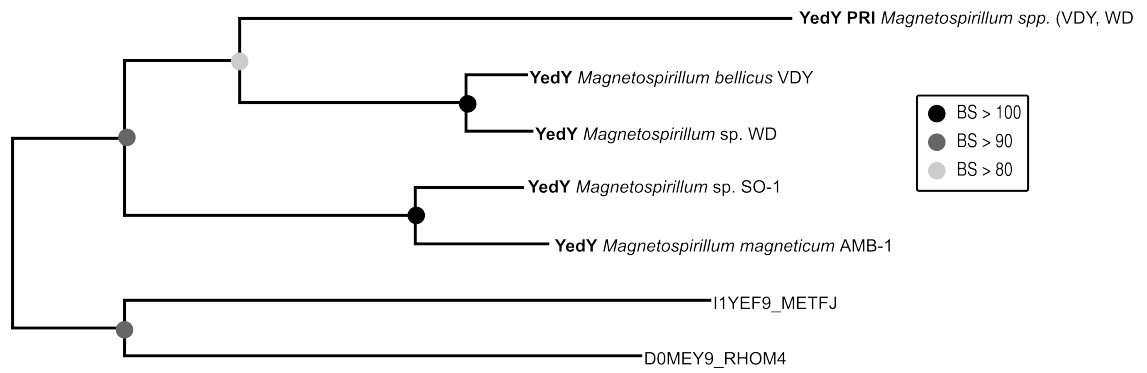 YedY PRI Magnetospirillum spp. (VDY, WD
YedY Magnetospirillum bellicus VDY
YedY Magnetospirillum sp. WD
YedY Magnetospirillum sp. SO-1
YedY Magnetospirillum magneticum AMB-1
I1YEF9_METFJ
D0MEY9_RHOM4
BS > 100
BS > 90
BS > 80